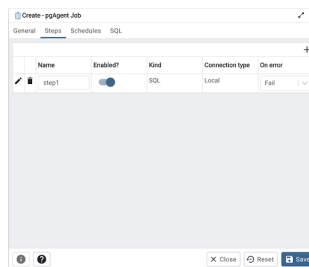 Create - pgAgent Job
General Steps Schedules SQL
Name Enabled? Kind Connection type On error
step1 SQL Local Fail
Close Reset Save